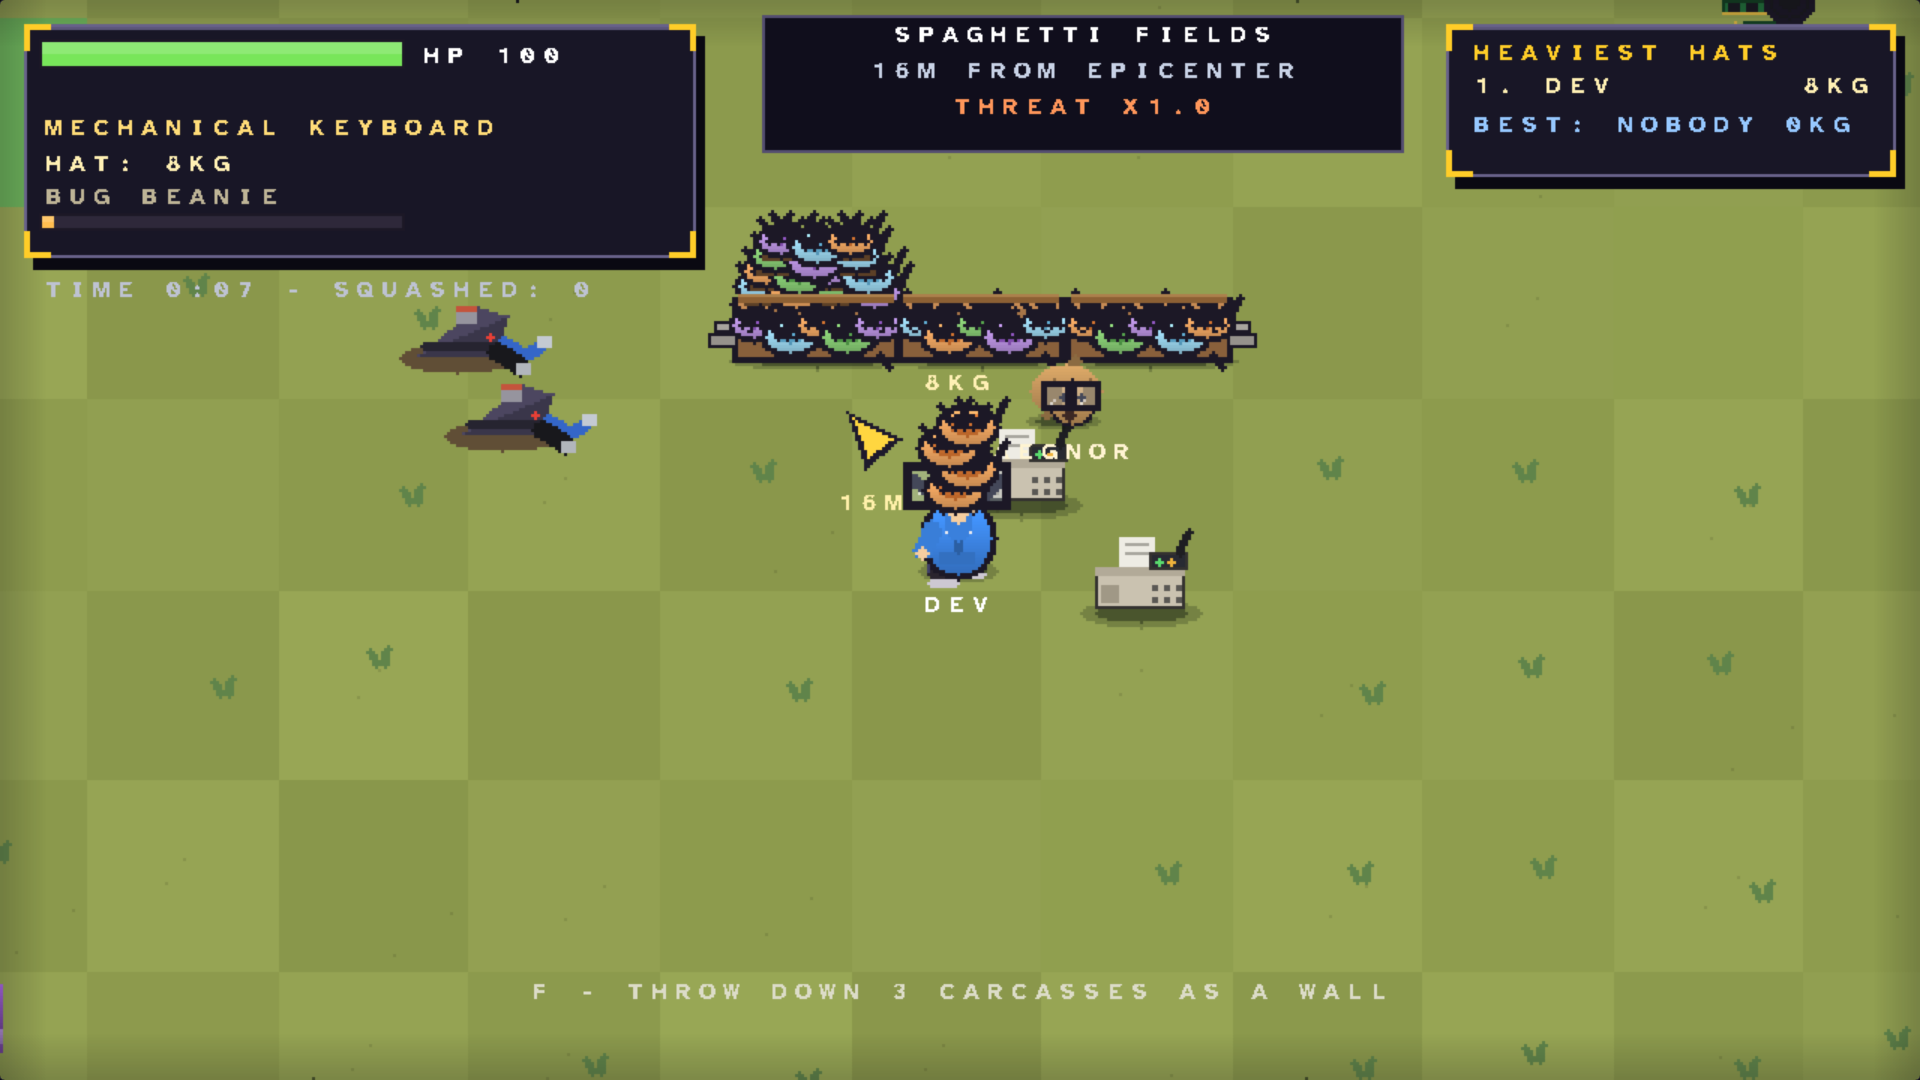 HP 100
MECHANICAL KEYBOARD
HAT: 8KG
BUG BEANIE
TIME 0:07 - SQUASHED: 0
SPAGHETTI FIELDS
16M FROM EPICENTER
THREAT X1.0
HEAVIEST HATS
1. DEV 8KG
BEST: NOBODY 0KG
8KG
16M
DEV
F - THROW DOWN 3 CARCASSES AS A WALL